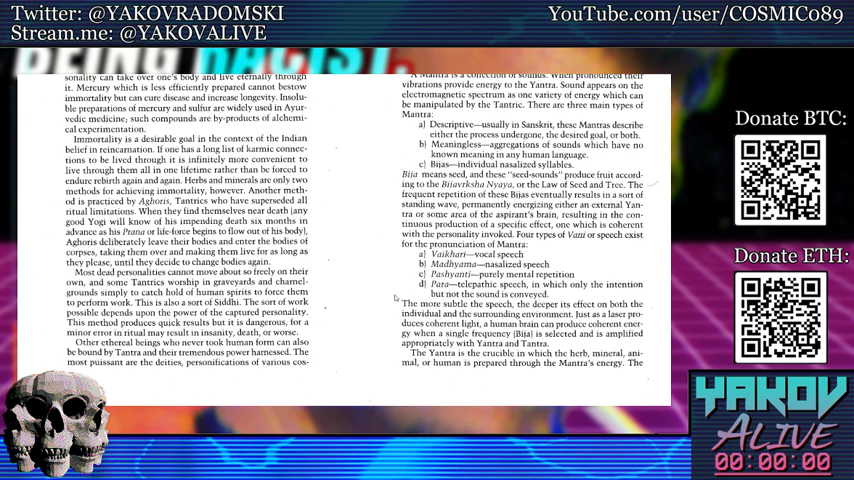 Twitter: @YAKOVRADOMSKI
Stream.me: @YAKOVALIVE
YouTube.com/user/COSMIC089
BEING RACIST.
sonality can take over one's body and live eternally through
it. Mercury which is less efficiently prepared cannot bestow
immortality but can cure disease and increase longevity. Insolu-
ble preparations of mercury and sulfur are widely used in Ayur-
vedic medicine; such compounds are by-products of alchemi-
cal experimentation.
Immortality is a desirable goal in the context of the Indian
belief in reincarnation. If one has a long list of karmic connec-
tions to be lived through it is infinitely more convenient to
live through them all in one lifetime rather than be forced to
endure rebirth again and again. Herbs and minerals are only two
methods for achieving immortality, however. Another meth-
od is practiced by Aghoris, Tantrics who have superseded all
ritual limitations. When they find themselves near death (any
good Yogi will know of his impending death six months in
advance as his Prana or life-force begins to flow out of his body),
Aghoris deliberately leave their bodies and enter the bodies of
corpses, taking them over and making them live for as long as
they please, until they decide to change bodies again.
Most dead personalities cannot move about so freely on their
own, and some Tantrics worship in graveyards and charnel-
grounds simply to catch hold of human spirits to force them
to perform work. This is also a sort of Siddhi. The sort of work
possible depends upon the power of the captured personality.
This method produces quick results but it is dangerous, for a
minor error in ritual may result in insanity, death, or worse.
Other ethereal beings who never took human form can also
be bound by Tantra and their tremendous power harnessed. The
most puissant are the deities, personifications of various cos-
A Mantra is a collection of sounds. When pronounced their
vibrations provide energy to the Yantra. Sound appears on the
electromagnetic spectrum as one variety of energy which can
be manipulated by the Tantric. There are three main types of
Mantra:
a) Descriptive—usually in Sanskrit, these Mantras describe
either the process undergone, the desired goal, or both.
b) Meaningless—aggregations of sounds which have no
known meaning in any human language.
c) Bijas—individual nasalized syllables.
Bija means seed, and these "seed-sounds" produce fruit accord-
ing to the Bijavrksha Nyaya, or the Law of Seed and Tree. The
frequent repetition of these Bijas eventually results in a sort of
standing wave, permanently energizing either an external Yan-
tra or some area of the aspirant's brain, resulting in the con-
tinuous production of a specific effect, one which is coherent
with the personality invoked. Four types of Vani or speech exist
for the pronunciation of Mantra:
a) Vaikhari—vocal speech
b) Madhyama—nasalized speech
c) Pashyanti—purely mental repetition
d) Para—telepathic speech, in which only the intention
but not the sound is conveyed.
The more subtle the speech, the deeper its effect on both the
individual and the surrounding environment. Just as a laser pro-
duces coherent light, a human brain can produce coherent ener-
gy when a single frequency (Bija) is selected and is amplified
appropriately with Yantra and Tantra.
The Yantra is the crucible in which the herb, mineral, ani-
mal, or human is prepared through the Mantra's energy. The
Donate BTC:
Donate ETH:
YAKOV
ALIVE
00:00:00